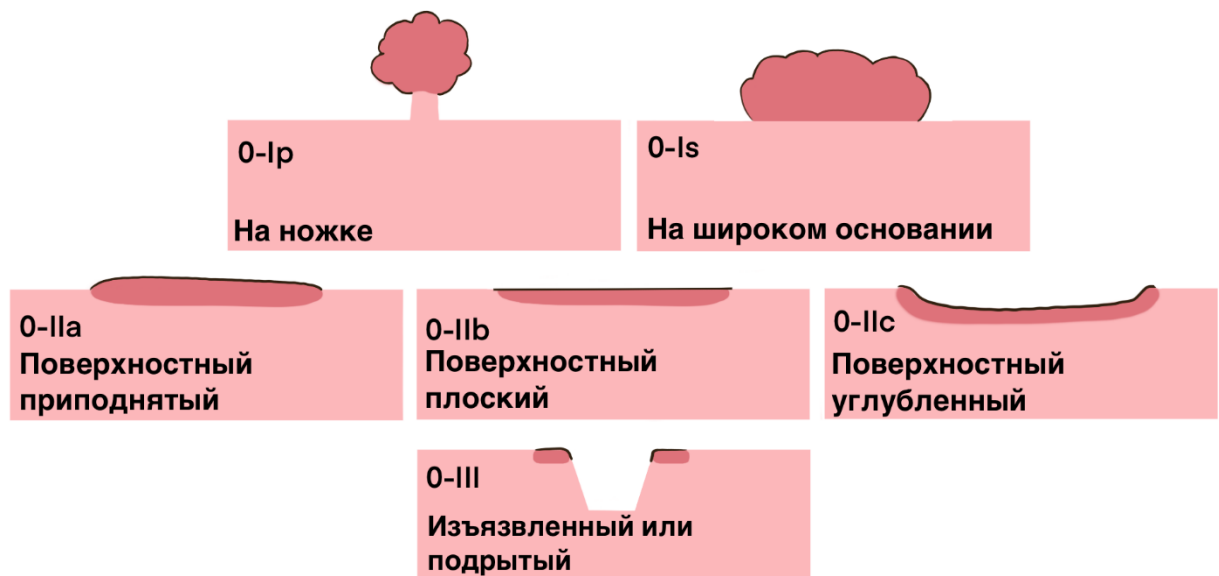 0-Ip
На ножке
0-Is
На широком основании
0-IIa
Поверхностный
приподнятый
0-IIb
Поверхностный
плоский
0-IIc
Поверхностный
углубленный
0-III
Изъязвленный или
подрытый